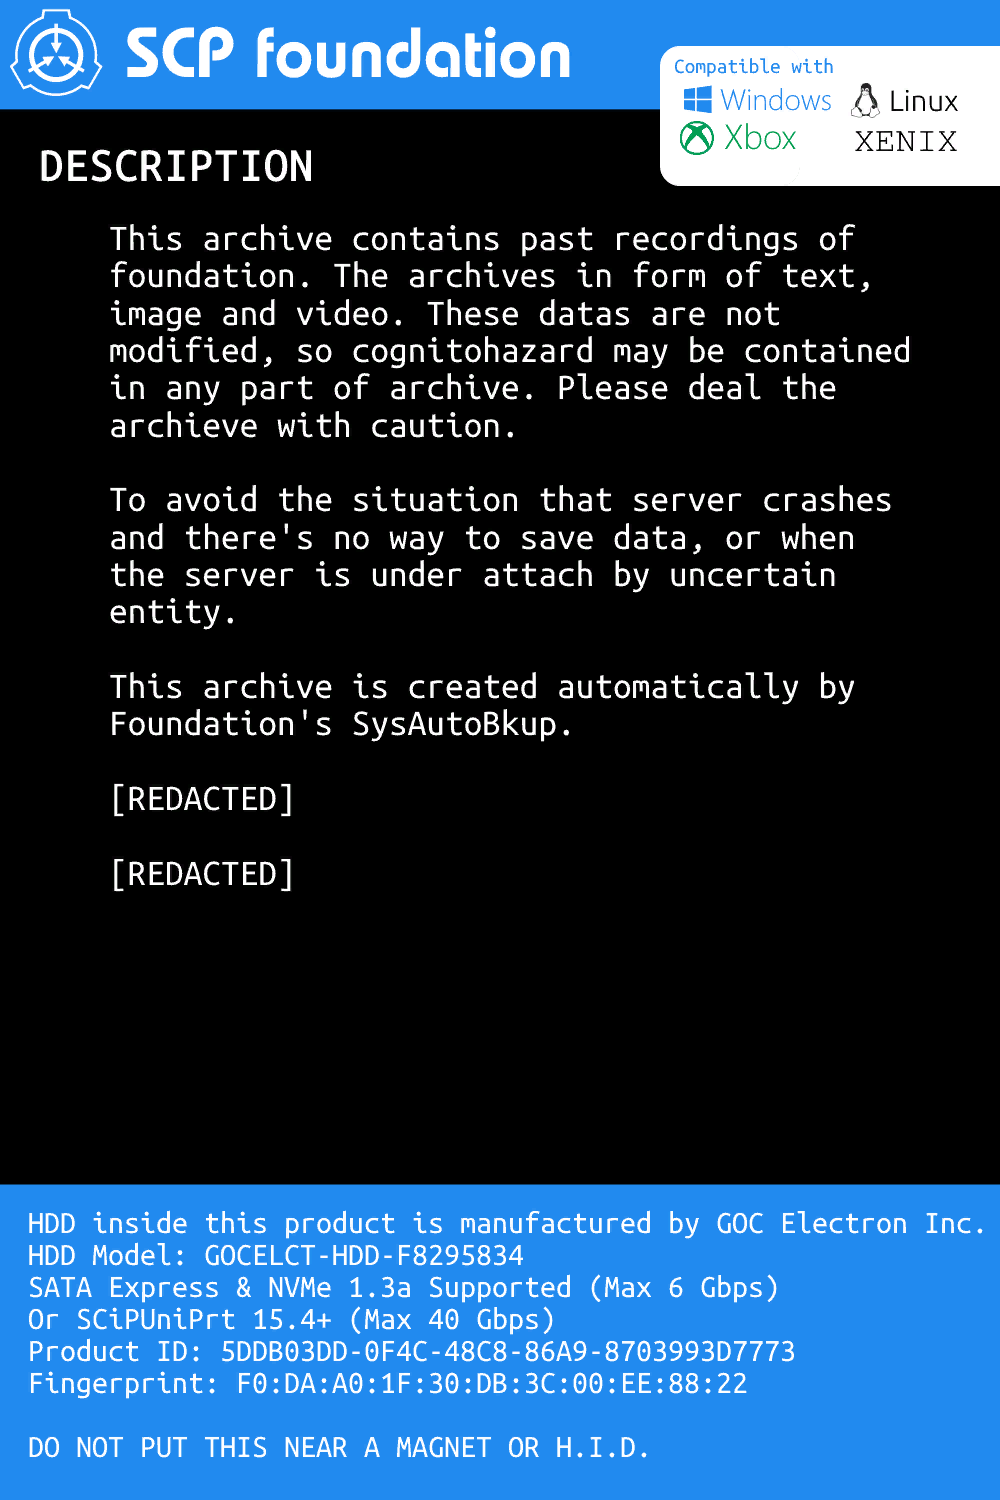 SCP foundation
Compatible with
Windows Linux
Xbox XENIX
DESCRIPTION
This archive contains past recordings of
foundation. The archives in form of text,
image and video. These datas are not
modified, so cognitohazard may be contained
in any part of archive. Please deal the
archieve with caution.
To avoid the situation that server crashes
and there's no way to save data, or when
the server is under attach by uncertain
entity.
This archive is created automatically by
Foundation's SysAutoBkup.
[REDACTED]
[REDACTED]
HDD inside this product is manufactured by GOC Electron Inc.
HDD Model: GOCELCT-HDD-F8295834
SATA Express & NVMe 1.3a Supported (Max 6 Gbps)
Or SCiPUniPrt 15.4+ (Max 40 Gbps)
Product ID: 5DDB03DD-0F4C-48C8-86A9-8703993D7773
Fingerprint: F0:DA:A0:1F:30:DB:3C:00:EE:88:22
DO NOT PUT THIS NEAR A MAGNET OR H.I.D.